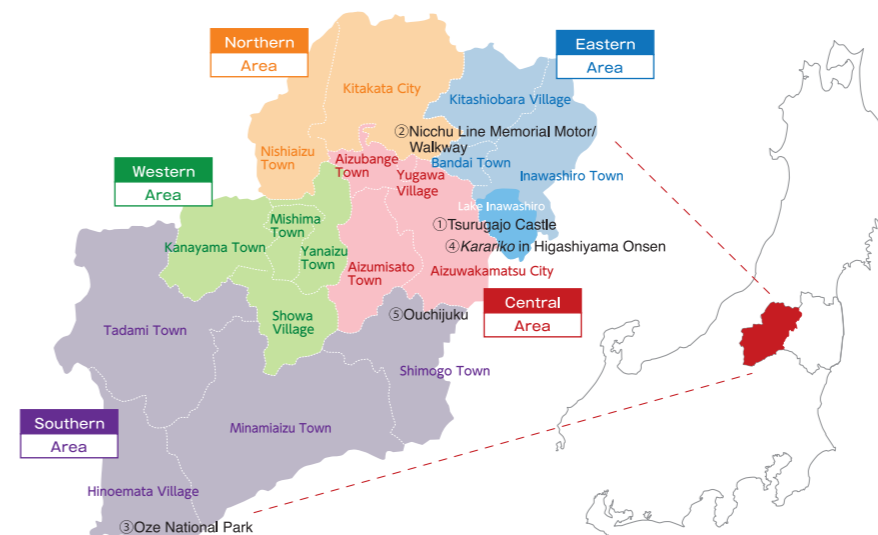 Northern
Area
Eastern
Area
Kitakata City
Kitashiobara Village
②Nicchu Line Memorial Motor/
Walkway
Nishiaizu
Town
Aizubange
Town
Bandai Town
Yugawa
Village
Inawashiro Town
Western
Area
Lake Inawashiro
Mishima
Town
①Tsurugajo Castle
Kanayama Town
Yanaizu
Town
④Karariko in Higashiyama Onsen
Aizumisato
Town
Aizuwakamatsu City
Central
Area
Showa
Village
⑤Ouchijuku
Tadami Town
Shimogo Town
Southern
Area
Minamiaizu Town
Hinoemata Village
③Oze National Park